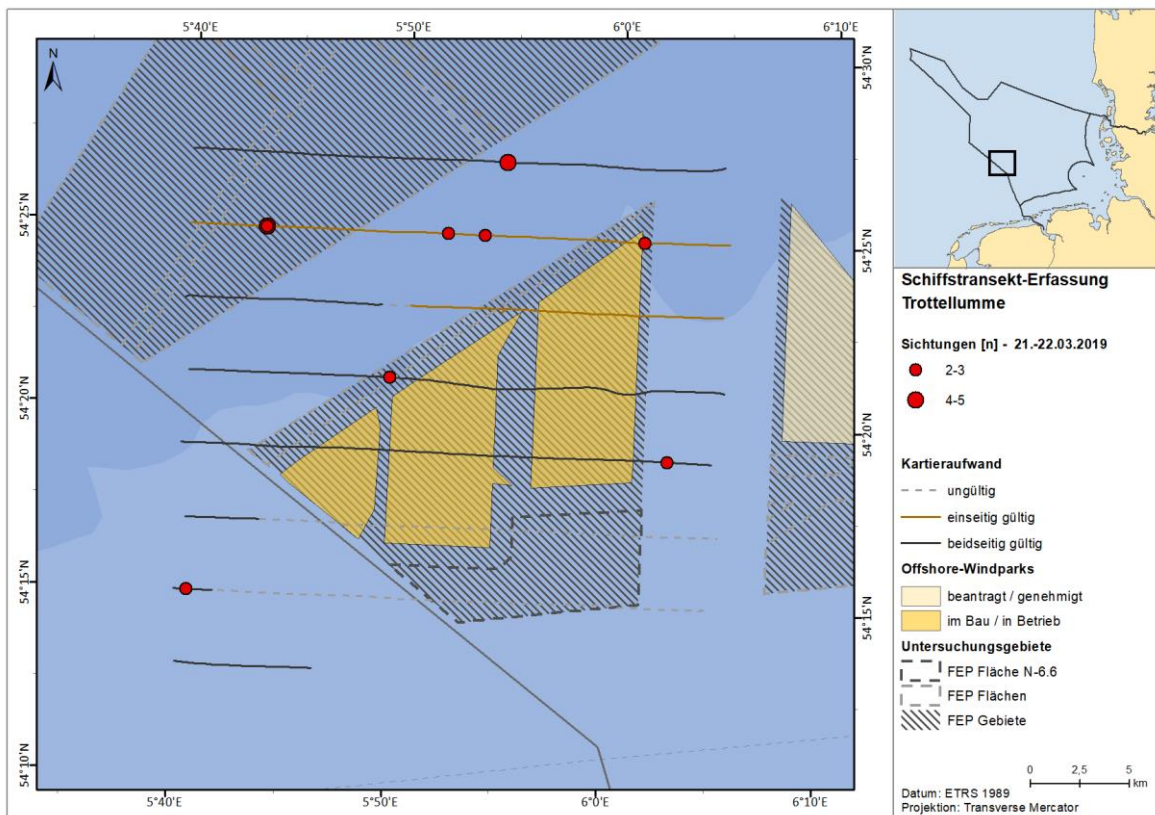 5°40'E 5°50'E 6°0'E 6°10'E
N
54°30'N
54°25'N
54°25'N
54°20'N
54°20'N
54°15'N
54°15'N
54°10'N
5°40'E 5°50'E 6°0'E 6°10'E
Schiffstransekt-Erfassung
Trottellumme
Sichtungen [n] - 21.-22.03.2019
2-3
4-5
Kartieraufwand
ungültig
einseitig gültig
beidseitig gültig
Offshore-Windparks
beantragt / genehmigt
im Bau / in Betrieb
Untersuchungsgebiete
FEP Fläche N-6.6
FEP Flächen
FEP Gebiete
0 2,5 5
km
Datum: ETRS 1989
Projektion: Transverse Mercator